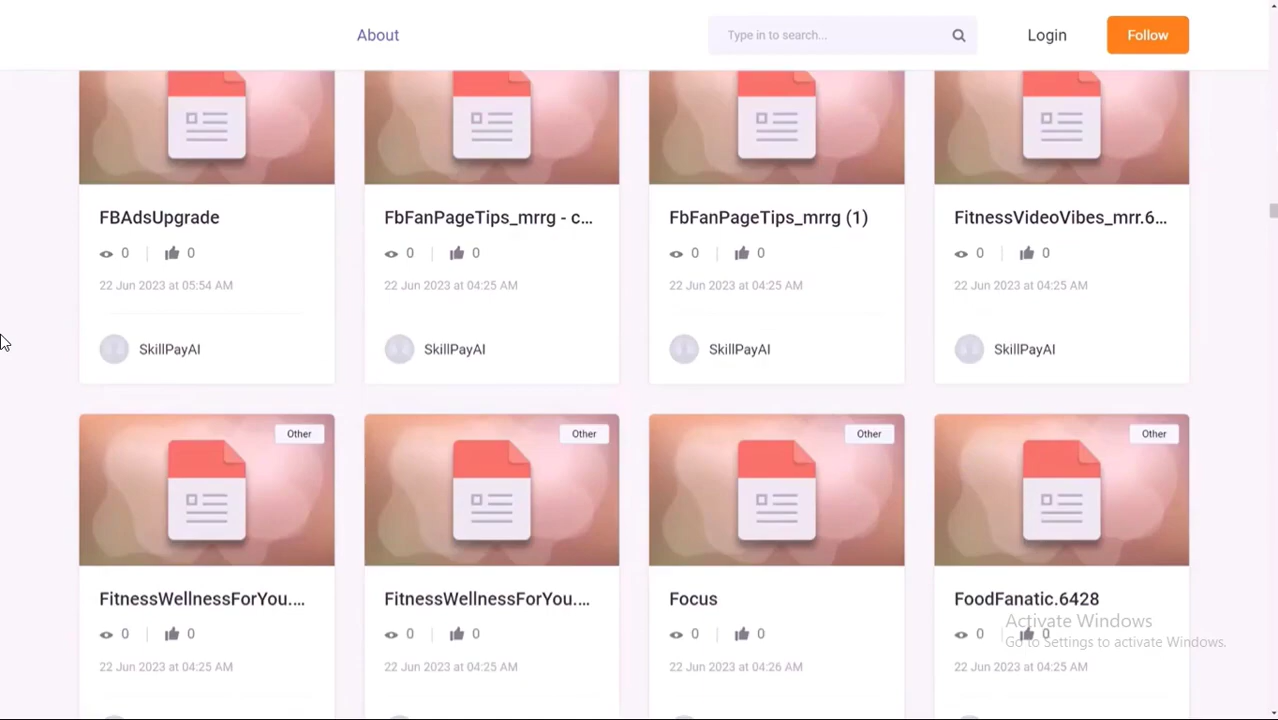 About
Type in to search...
Login
Follow
FBAdsUpgrade
FbFanPageTips_mrrg - c...
FbFanPageTips_mrrg (1)
FitnessVideoVibes_mrr.6...
0 | 0
0 | 0
0 | 0
0 | 0
22 Jun 2023 at 05:54 AM
22 Jun 2023 at 04:25 AM
22 Jun 2023 at 04:25 AM
22 Jun 2023 at 04:25 AM
SkillPayAI
SkillPayAI
SkillPayAI
SkillPayAI
Other
Other
Other
Other
FitnessWellnessForYou....
FitnessWellnessForYou....
Focus
FoodFanatic.6428
0 | 0
0 | 0
0 | 0
0 | 0
22 Jun 2023 at 04:25 AM
22 Jun 2023 at 04:25 AM
22 Jun 2023 at 04:26 AM
22 Jun 2023 at 04:25 AM
Activate Windows
Go to Settings to activate Windows.